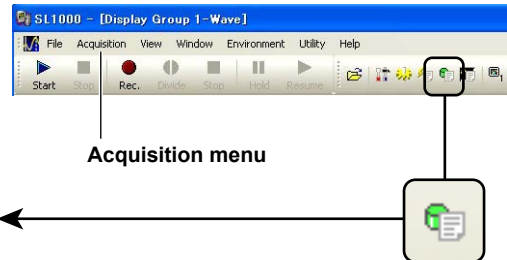 SL1000 - [Display Group 1-Wave]
File Acquisition View Window Environment Utility Help
Start Stop Rec. Divide Stop Hold Resume
Acquisition menu